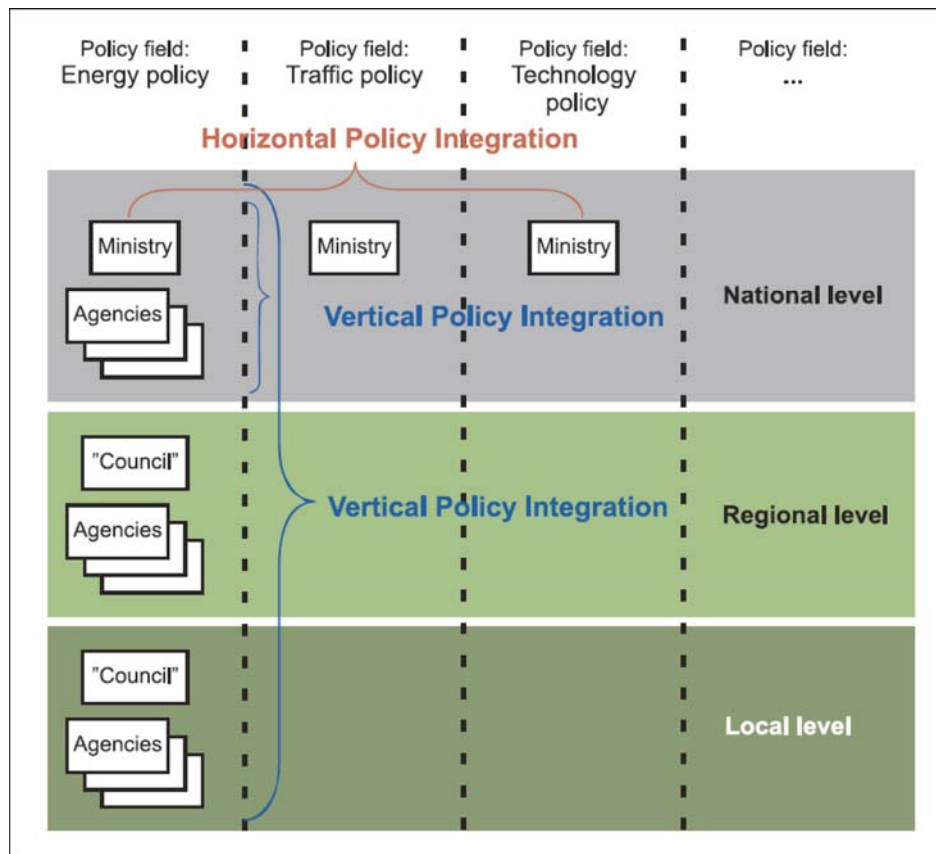 Policy field:
Energy policy
Policy field:
Traffic policy
Policy field:
Technology
policy
Policy field:
...
Horizontal Policy Integration
Ministry
Ministry
Ministry
National level
Agencies
Vertical Policy Integration
"Council"
Vertical Policy Integration
Regional level
Agencies
"Council"
Agencies
Local level